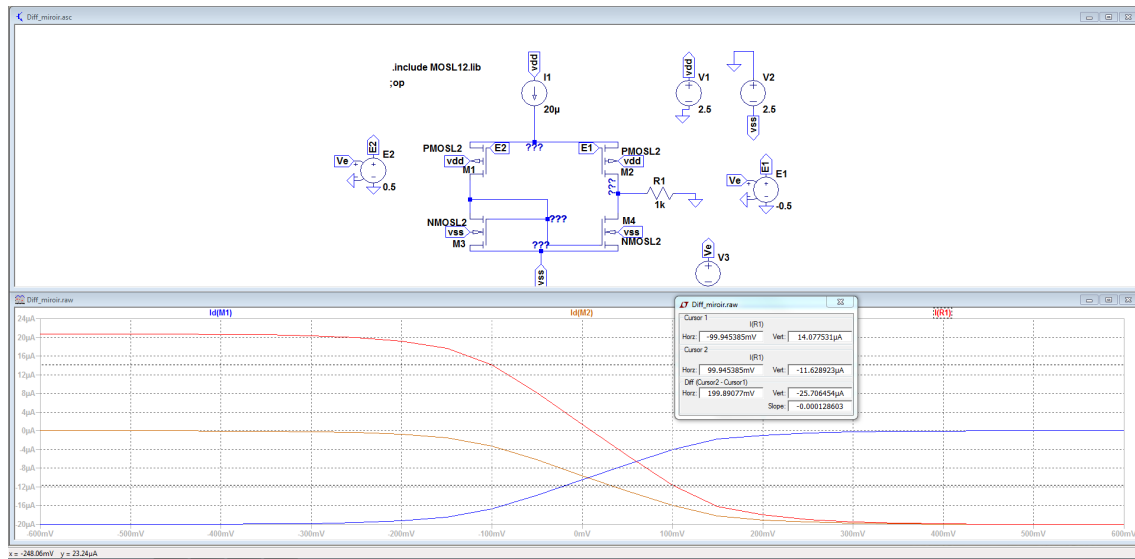 Diff_miroir.asc
.include MOSL12.lib
;op
vdd
I1
20µ
vdd
V1
2.5
V2
2.5
vss
PMOSL2
E2
???
E1
PMOSL2
vdd
M1
vdd
M2
Ve
E2
E2
0.5
???
R1
1k
Ve
E1
E1
-0.5
NMOSL2
???
M4
vss
???
vss
M3
NMOSL2
vss
Ve
V3
Diff_miroir.raw
Id(M1)
Id(M2)
I(R1)
24µA
20µA
16µA
12µA
8µA
4µA
0µA
-4µA
-8µA
-12µA
-16µA
-20µA
-600mV
-500mV
-400mV
-300mV
-200mV
-100mV
0mV
100mV
200mV
300mV
400mV
500mV
600mV
Diff_miroir.raw
Cursor 1
I(R1)
Horz: -99.945385mV Vert: 14.077531µA
Cursor 2
I(R1)
Horz: 99.945385mV Vert: -11.628923µA
Diff (Cursor2 - Cursor1)
Horz: 199.89077mV Vert: -25.706454µA
Slope: -0.000128603
x = -248.06mV y = 23.24µA